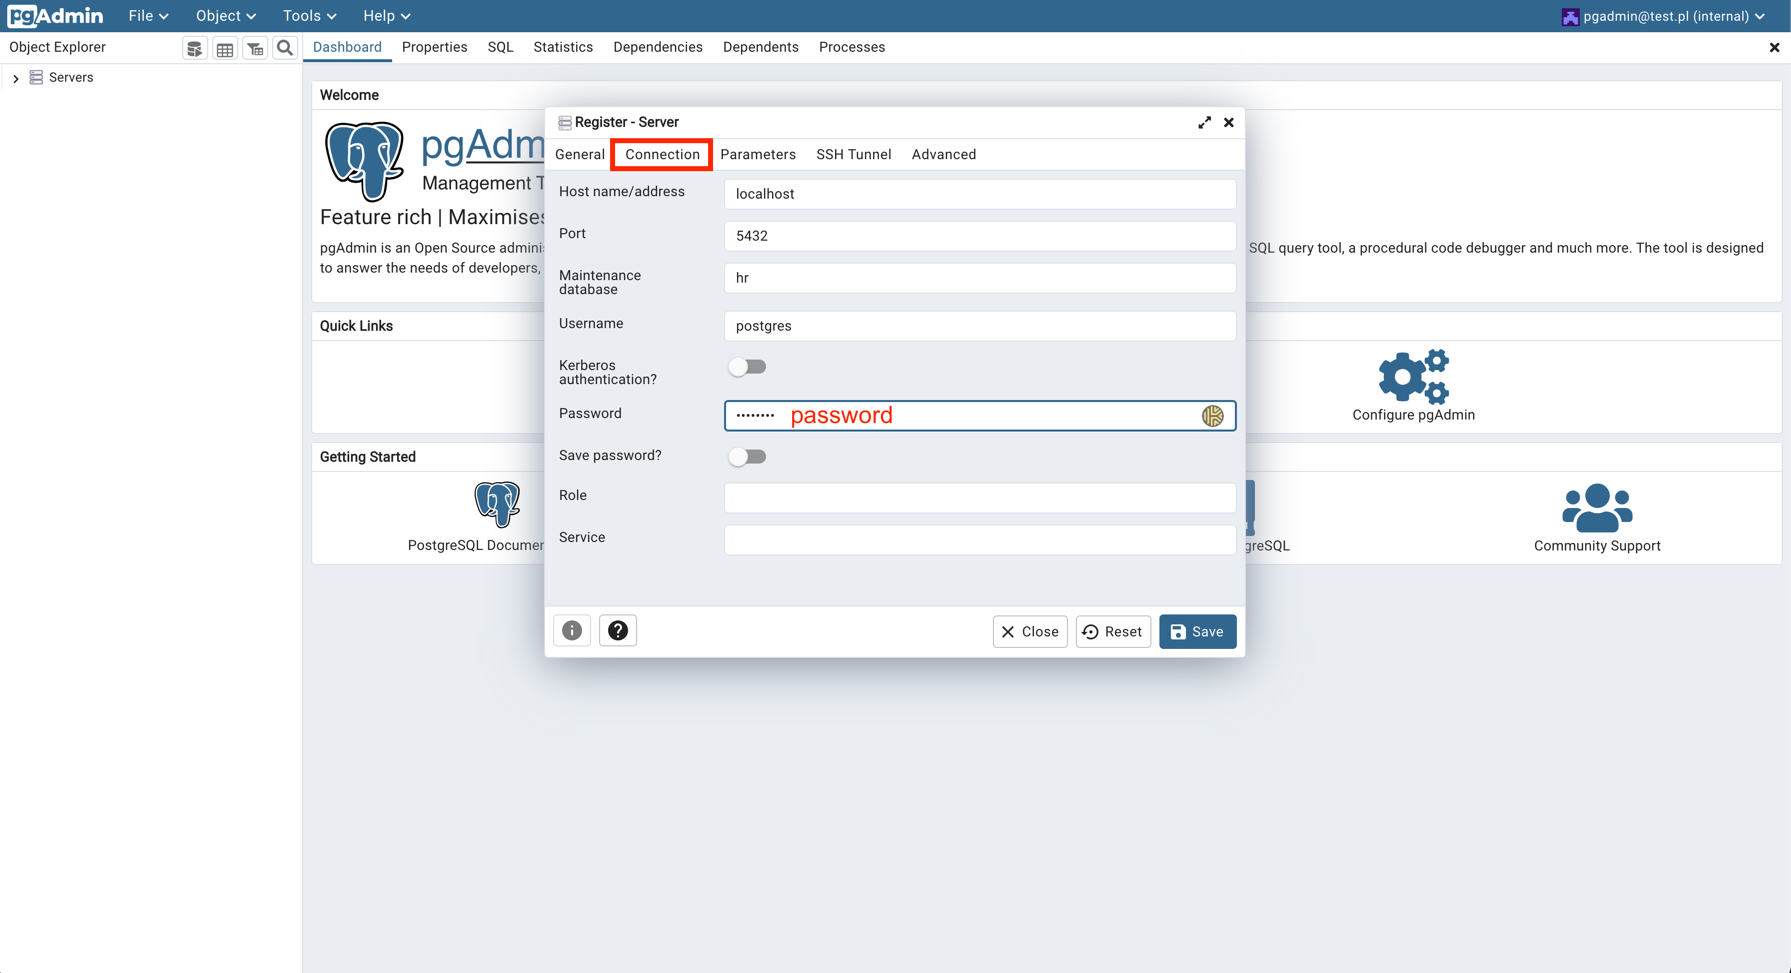 pgAdmin File Object Tools Help pgadmin@test.pl (internal)
Object Explorer Dashboard Properties SQL Statistics Dependencies Dependents Processes
Servers
Welcome
pgAdm
Management T
Feature rich | Maximises
pgAdmin is an Open Source adminis
SQL query tool, a procedural code debugger and much more. The tool is designed
to answer the needs of developers,
Quick Links
Configure pgAdmin
Getting Started
PostgreSQL Documen
greSQL
Community Support
Register - Server
General Connection Parameters SSH Tunnel Advanced
Host name/address localhost
Port 5432
Maintenance
database
hr
Username postgres
Kerberos
authentication?
Password •••••••• password
Save password?
Role
Service
Close Reset Save